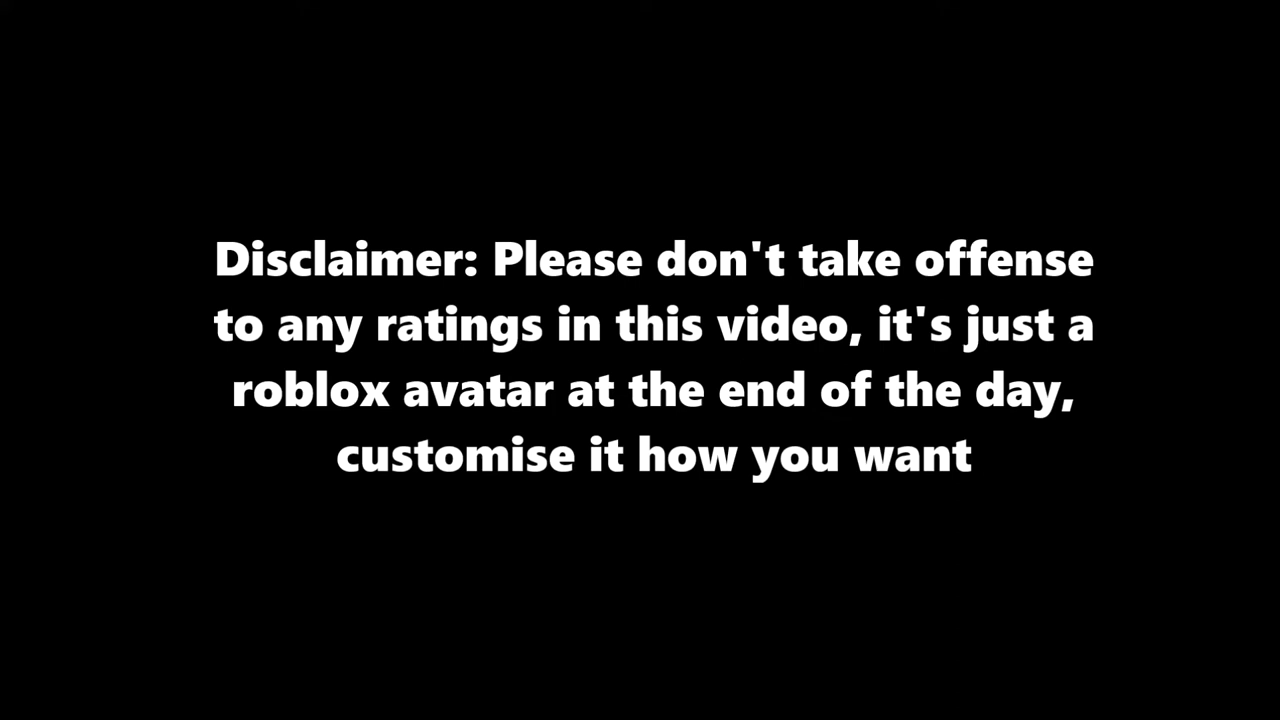 Disclaimer: Please don't take offense
to any ratings in this video, it's just a
roblox avatar at the end of the day,
customise it how you want